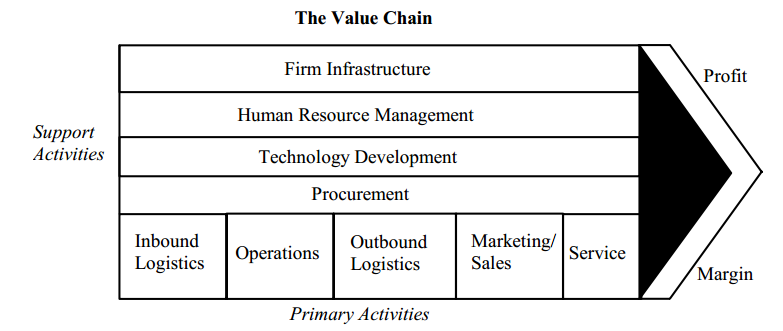 The Value Chain
Firm Infrastructure
Profit
Human Resource Management
Support
Activities
Technology Development
Procurement
Inbound
Logistics
Operations
Outbound
Logistics
Marketing/
Sales
Service
Margin
Primary Activities